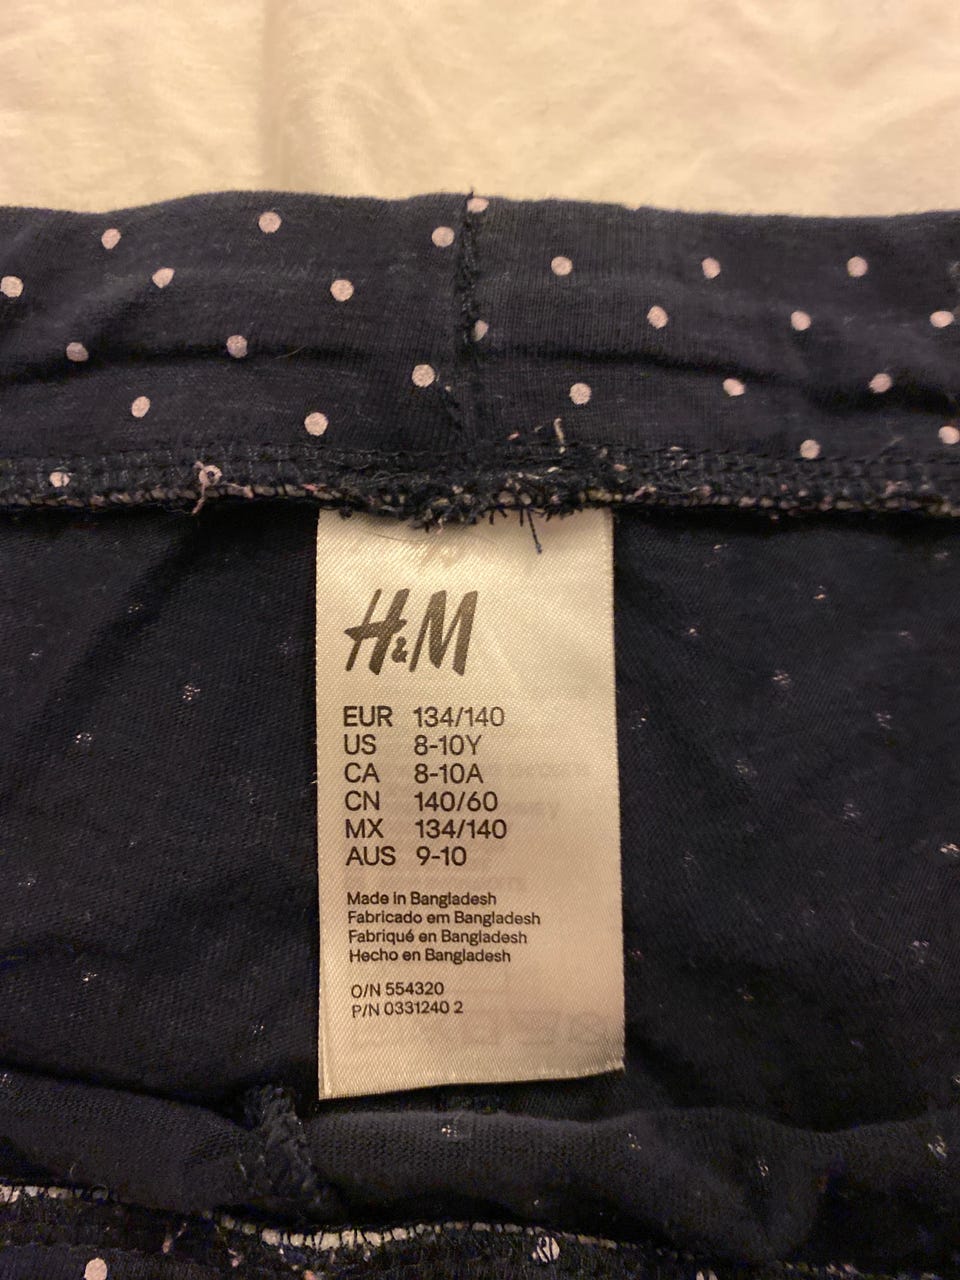 H&M
EUR 134/140
US 8-10Y
CA 8-10A
CN 140/60
MX 134/140
AUS 9-10
Made in Bangladesh
Fabricado em Bangladesh
Fabriqué en Bangladesh
Hecho en Bangladesh
O/N 554320
P/N 0331240 2